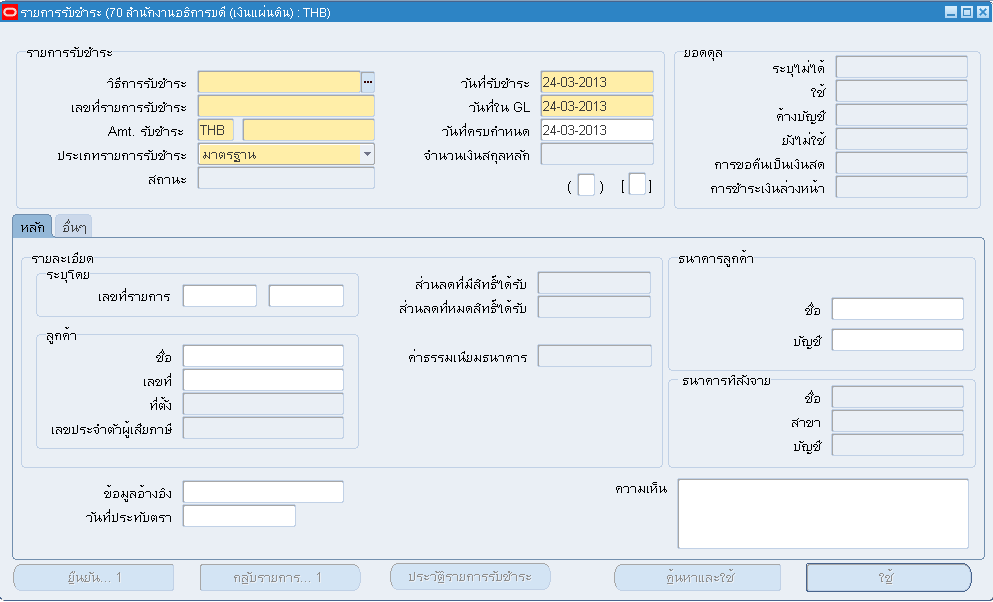 รายการรับชำระ (70 สำนักงานอธิการบดี (เงินแผ่นดิน) : THB)
รายการรับชำระ
วิธีการรับชำระ ...
เลขที่รายการรับชำระ
Amt. รับชำระ THB
ประเภทรายการรับชำระ มาตรฐาน
สถานะ
วันที่รับชำระ 24-03-2013
วันที่ใน GL 24-03-2013
วันที่ครบกำหนด 24-03-2013
จำนวนเงินสกุลหลัก
( ) [ ]
ยอดดุล
ระบุไม่ได้
ใช้
ค้างบัญชี
ยังไม่ใช้
การขอคืนเป็นเงินสด
การชำระเงินล่วงหน้า
หลัก อื่นๆ
รายละเอียด
ระบุโดย
เลขที่รายการ
ลูกค้า
ชื่อ
เลขที่
ที่ตั้ง
เลขประจำตัวผู้เสียภาษี
ส่วนลดที่มีสิทธิ์ได้รับ
ส่วนลดที่หมดสิทธิ์ได้รับ
ค่าธรรมเนียมธนาคาร
ธนาคารลูกค้า
ชื่อ
บัญชี
ธนาคารที่สั่งจ่าย
ชื่อ
สาขา
บัญชี
ข้อมูลอ้างอิง
วันที่ประทับตรา
ความเห็น
ยืนยัน... 1 กลับรายการ... 1 ประวัติรายการรับชำระ ค้นหาและใช้ ใช้